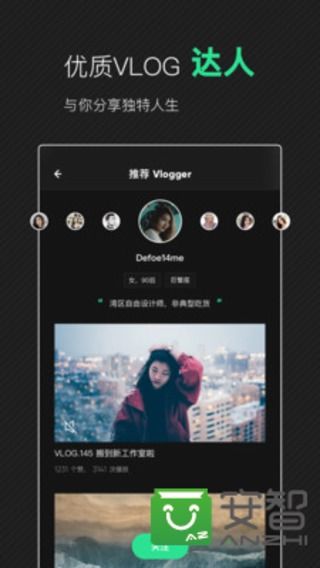 优质VLOG 达人
与你分享独特人生
推荐 Vlogger
Defoe14me
女，90后 巨蟹座
湾区自由设计师，非典型吃货
VLOG.145 搬到新工作室啦
1231 个赞，3141 次播放
关注
安智
ANZHI
AZ